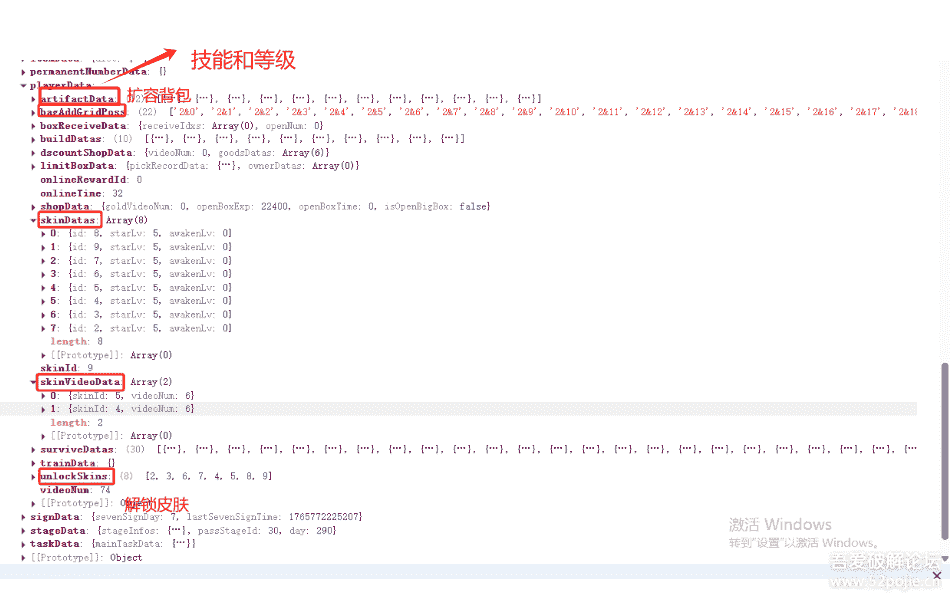 技能和等级
permanentNumberData: {}
playerData:
artifactData: [{…}, {…}, {…}, {…}, {…}, {…}, {…}, {…}, {…}, {…}, {…}, {…}]
扩容背包
bagAddGridPoss (22) ['2&0', '2&1', '2&2', '2&3', '2&4', '2&5', '2&6', '2&7', '2&8', '2&9', '2&10', '2&11', '2&12', '2&13', '2&14', '2&15', '2&16', '2&17', '2&18
boxReceiveData: {receiveIdxs: Array(0), openNum: 0}
buildDatas: (10) [{…}, {…}, {…}, {…}, {…}, {…}, {…}, {…}, {…}, {…}]
dscountShopData: {videoNum: 0, goodsDatas: Array(6)}
limitBoxData: {pickRecordData: {…}, ownerDatas: Array(0)}
onlineRewardId: 0
onlineTime: 32
shopData: {goldVideoNum: 0, openBoxExp: 22400, openBoxTime: 0, isOpenBigBox: false}
skinDatas: Array(8)
0: {id: 8, starLv: 5, awakenLv: 0}
1: {id: 9, starLv: 5, awakenLv: 0}
2: {id: 7, starLv: 5, awakenLv: 0}
3: {id: 6, starLv: 5, awakenLv: 0}
4: {id: 5, starLv: 5, awakenLv: 0}
5: {id: 4, starLv: 5, awakenLv: 0}
6: {id: 3, starLv: 5, awakenLv: 0}
7: {id: 2, starLv: 5, awakenLv: 0}
length: 8
[[Prototype]]: Array(0)
skinId: 9
skinVideoData: Array(2)
0: {skinId: 5, videoNum: 6}
1: {skinId: 4, videoNum: 6}
length: 2
[[Prototype]]: Array(0)
surviveDatas: (30) [{…}, {…}, {…}, {…}, {…}, {…}, {…}, {…}, {…}, {…}, {…}, {…}, {…}, {…}, {…}, {…}, {…}, {…}, {…}, {…}, {…}, {…}, {…
trainData: {}
unlockSkins: (8) [2, 3, 6, 7, 4, 5, 8, 9]
videoNum: 74
解锁皮肤
[[Prototype]]: Object
signData: {sevenSignDay: 7, lastSevenSignTime: 1765772225207}
stageData: {stageInfos: {…}, passStageId: 30, day: 290}
taskData: {mainTaskData: {…}}
[[Prototype]]: Object
激活 Windows
转到"设置"以激活 Windows。
吾爱破解论坛
www.52pojie.cn